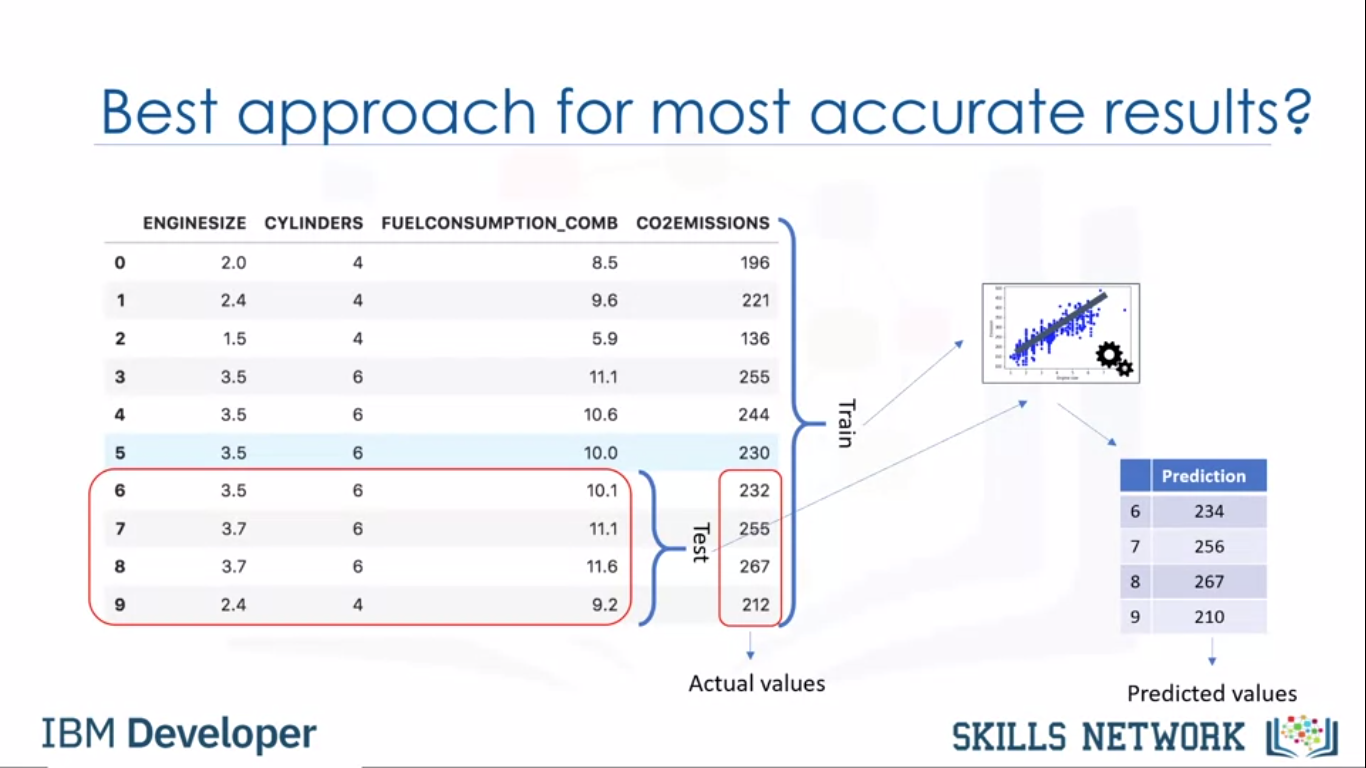 Best approach for most accurate results?
ENGINESIZE CYLINDERS FUELCONSUMPTION_COMB CO2EMISSIONS
0 2.0 4 8.5 196
1 2.4 4 9.6 221
2 1.5 4 5.9 136
3 3.5 6 11.1 255
4 3.5 6 10.6 244
5 3.5 6 10.0 230
6 3.5 6 10.1 232
7 3.7 6 11.1 255
8 3.7 6 11.6 267
9 2.4 4 9.2 212
Train
Test
Prediction
6 234
7 256
8 267
9 210
Actual values
Predicted values
IBM Developer
SKILLS NETWORK